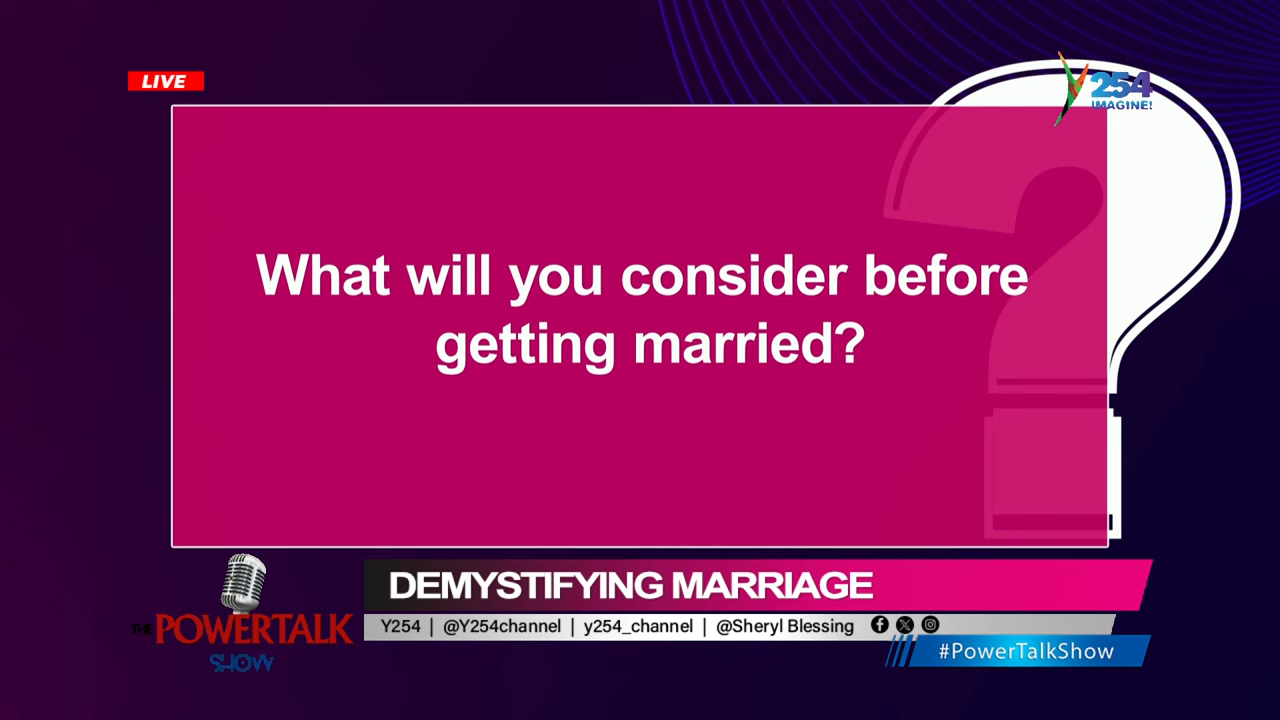 LIVE
254
IMAGINE!
What will you consider before
getting married?
DEMYSTIFYING MARRIAGE
THE POWERTALK
SHOW
Y254 | @Y254channel | y254_channel | @Sheryl Blessing
#PowerTalkShow